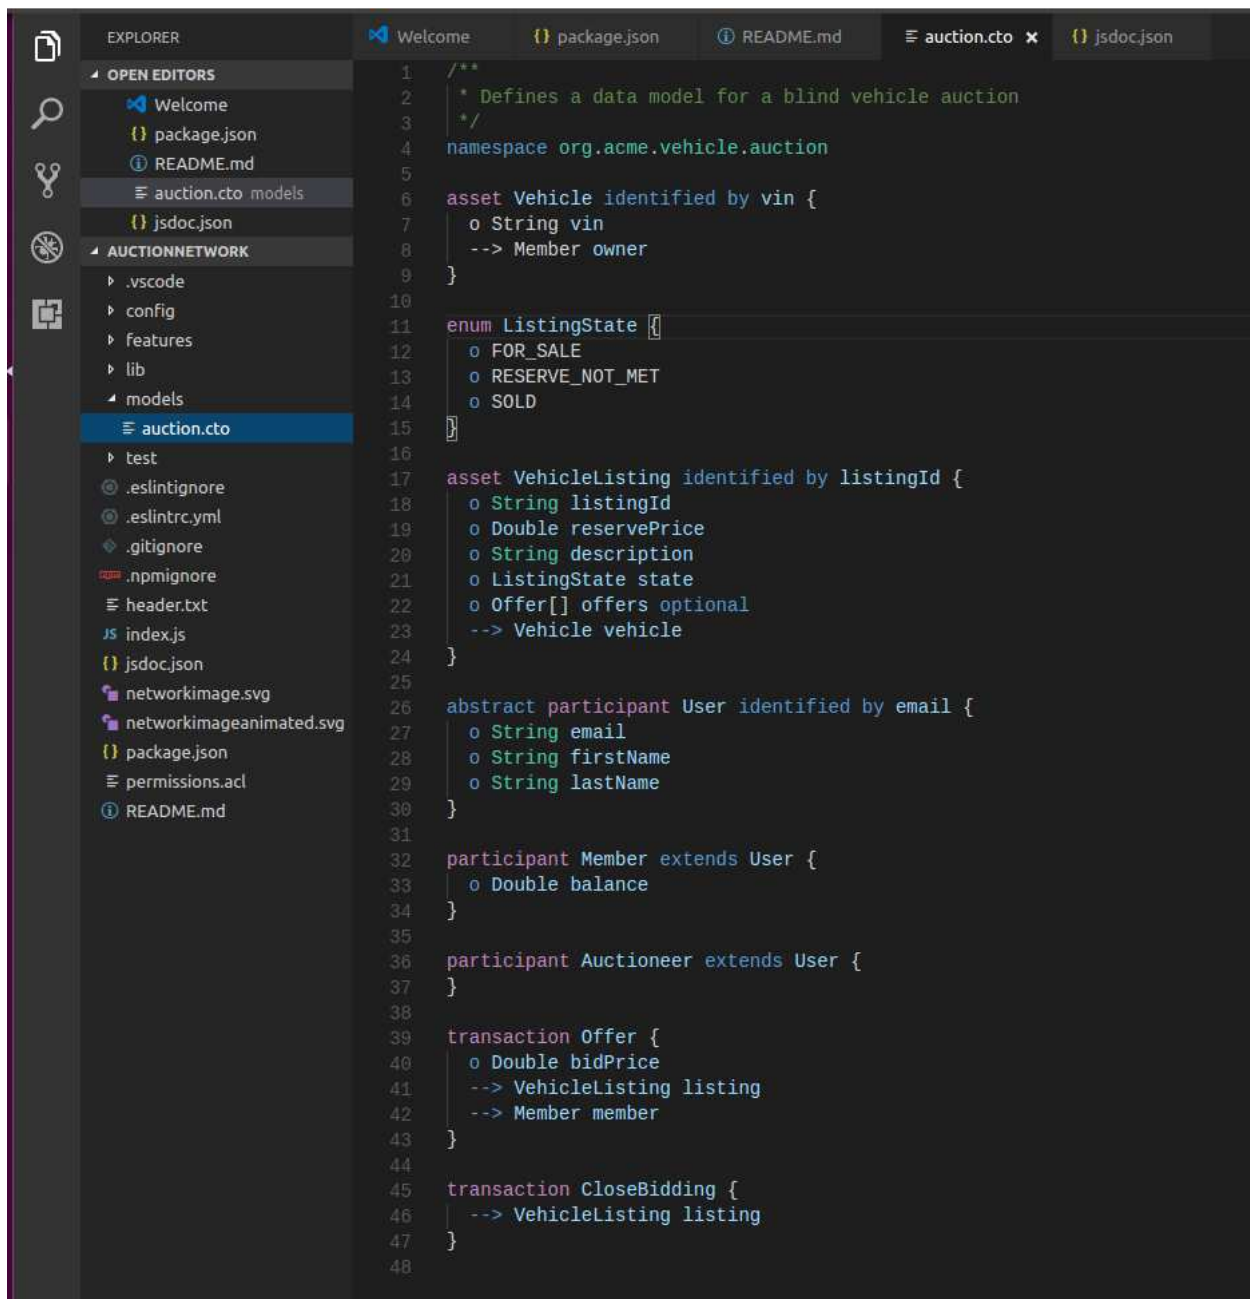 EXPLORER
OPEN EDITORS
Welcome
{} package.json
README.md
auction.cto models
{} jsdoc.json
AUCTIONNETWORK
.vscode
config
features
lib
models
auction.cto
test
.eslintignore
.eslintrc.yml
.gitignore
npm .npmignore
header.txt
JS index.js
{} jsdoc.json
networkimage.svg
networkimageanimated.svg
{} package.json
permissions.acl
README.md
Welcome {} package.json README.md auction.cto × {} jsdoc.json
1 /**
2 * Defines a data model for a blind vehicle auction
3 */
4 namespace org.acme.vehicle.auction
5
6 asset Vehicle identified by vin {
7 o String vin
8 --> Member owner
9 }
10
11 enum ListingState {
12 o FOR_SALE
13 o RESERVE_NOT_MET
14 o SOLD
15 }
16
17 asset VehicleListing identified by listingId {
18 o String listingId
19 o Double reservePrice
20 o String description
21 o ListingState state
22 o Offer[] offers optional
23 --> Vehicle vehicle
24 }
25
26 abstract participant User identified by email {
27 o String email
28 o String firstName
29 o String lastName
30 }
31
32 participant Member extends User {
33 o Double balance
34 }
35
36 participant Auctioneer extends User {
37 }
38
39 transaction Offer {
40 o Double bidPrice
41 --> VehicleListing listing
42 --> Member member
43 }
44
45 transaction CloseBidding {
46 --> VehicleListing listing
47 }
48